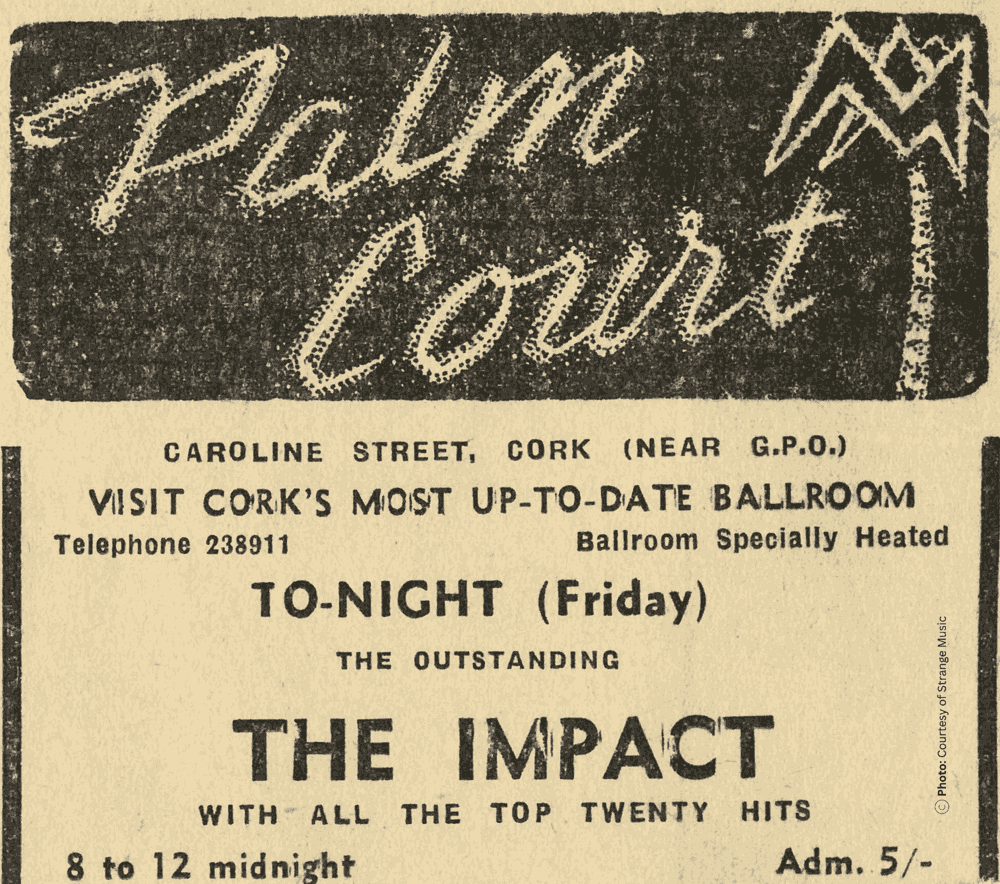 Palm
Court
CAROLINE STREET, CORK (NEAR G.P.O.)
VISIT CORK'S MOST UP-TO-DATE BALLROOM
Telephone 238911 Ballroom Specially Heated
TO-NIGHT (Friday)
THE OUTSTANDING
THE IMPACT
WITH ALL THE TOP TWENTY HITS
8 to 12 midnight Adm. 5/-
© Photo: Courtesy of Strange Music